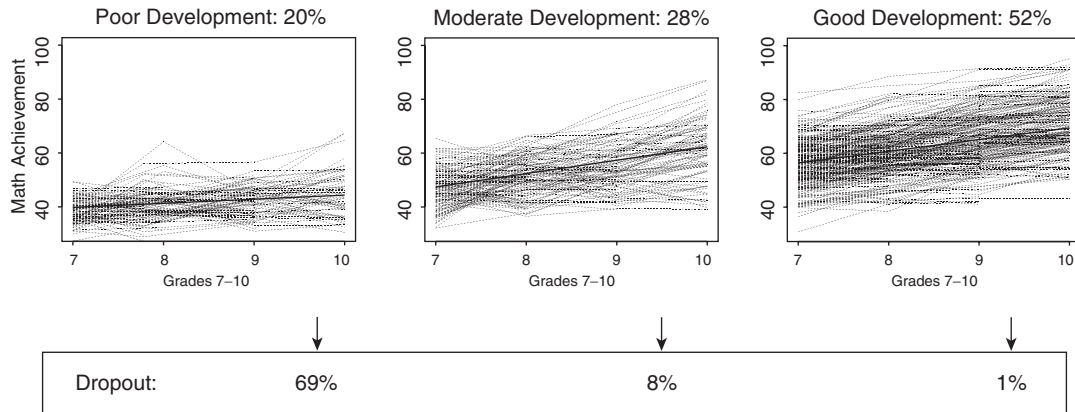 Poor Development: 20%
Moderate Development: 28%
Good Development: 52%
Math Achievement
100
80
60
40
7 8 9 10
Grades 7–10
100
80
60
40
7 8 9 10
Grades 7–10
100
80
60
40
7 8 9 10
Grades 7–10
Dropout: 69% 8% 1%